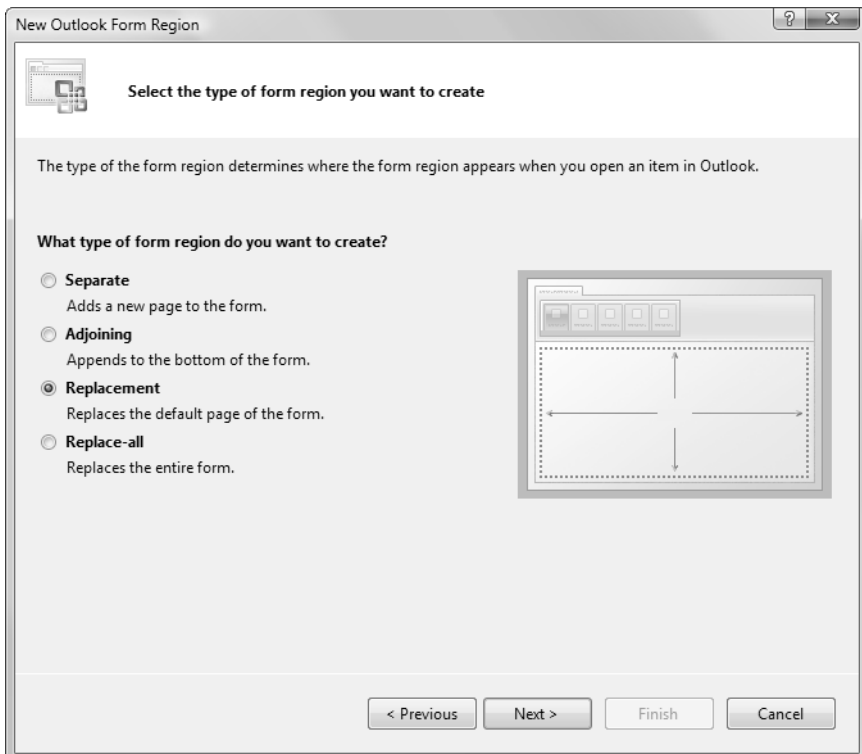 New Outlook Form Region
Select the type of form region you want to create
The type of the form region determines where the form region appears when you open an item in Outlook.
What type of form region do you want to create?
Separate
Adds a new page to the form.
Adjoining
Appends to the bottom of the form.
Replacement
Replaces the default page of the form.
Replace-all
Replaces the entire form.
< Previous Next > Finish Cancel